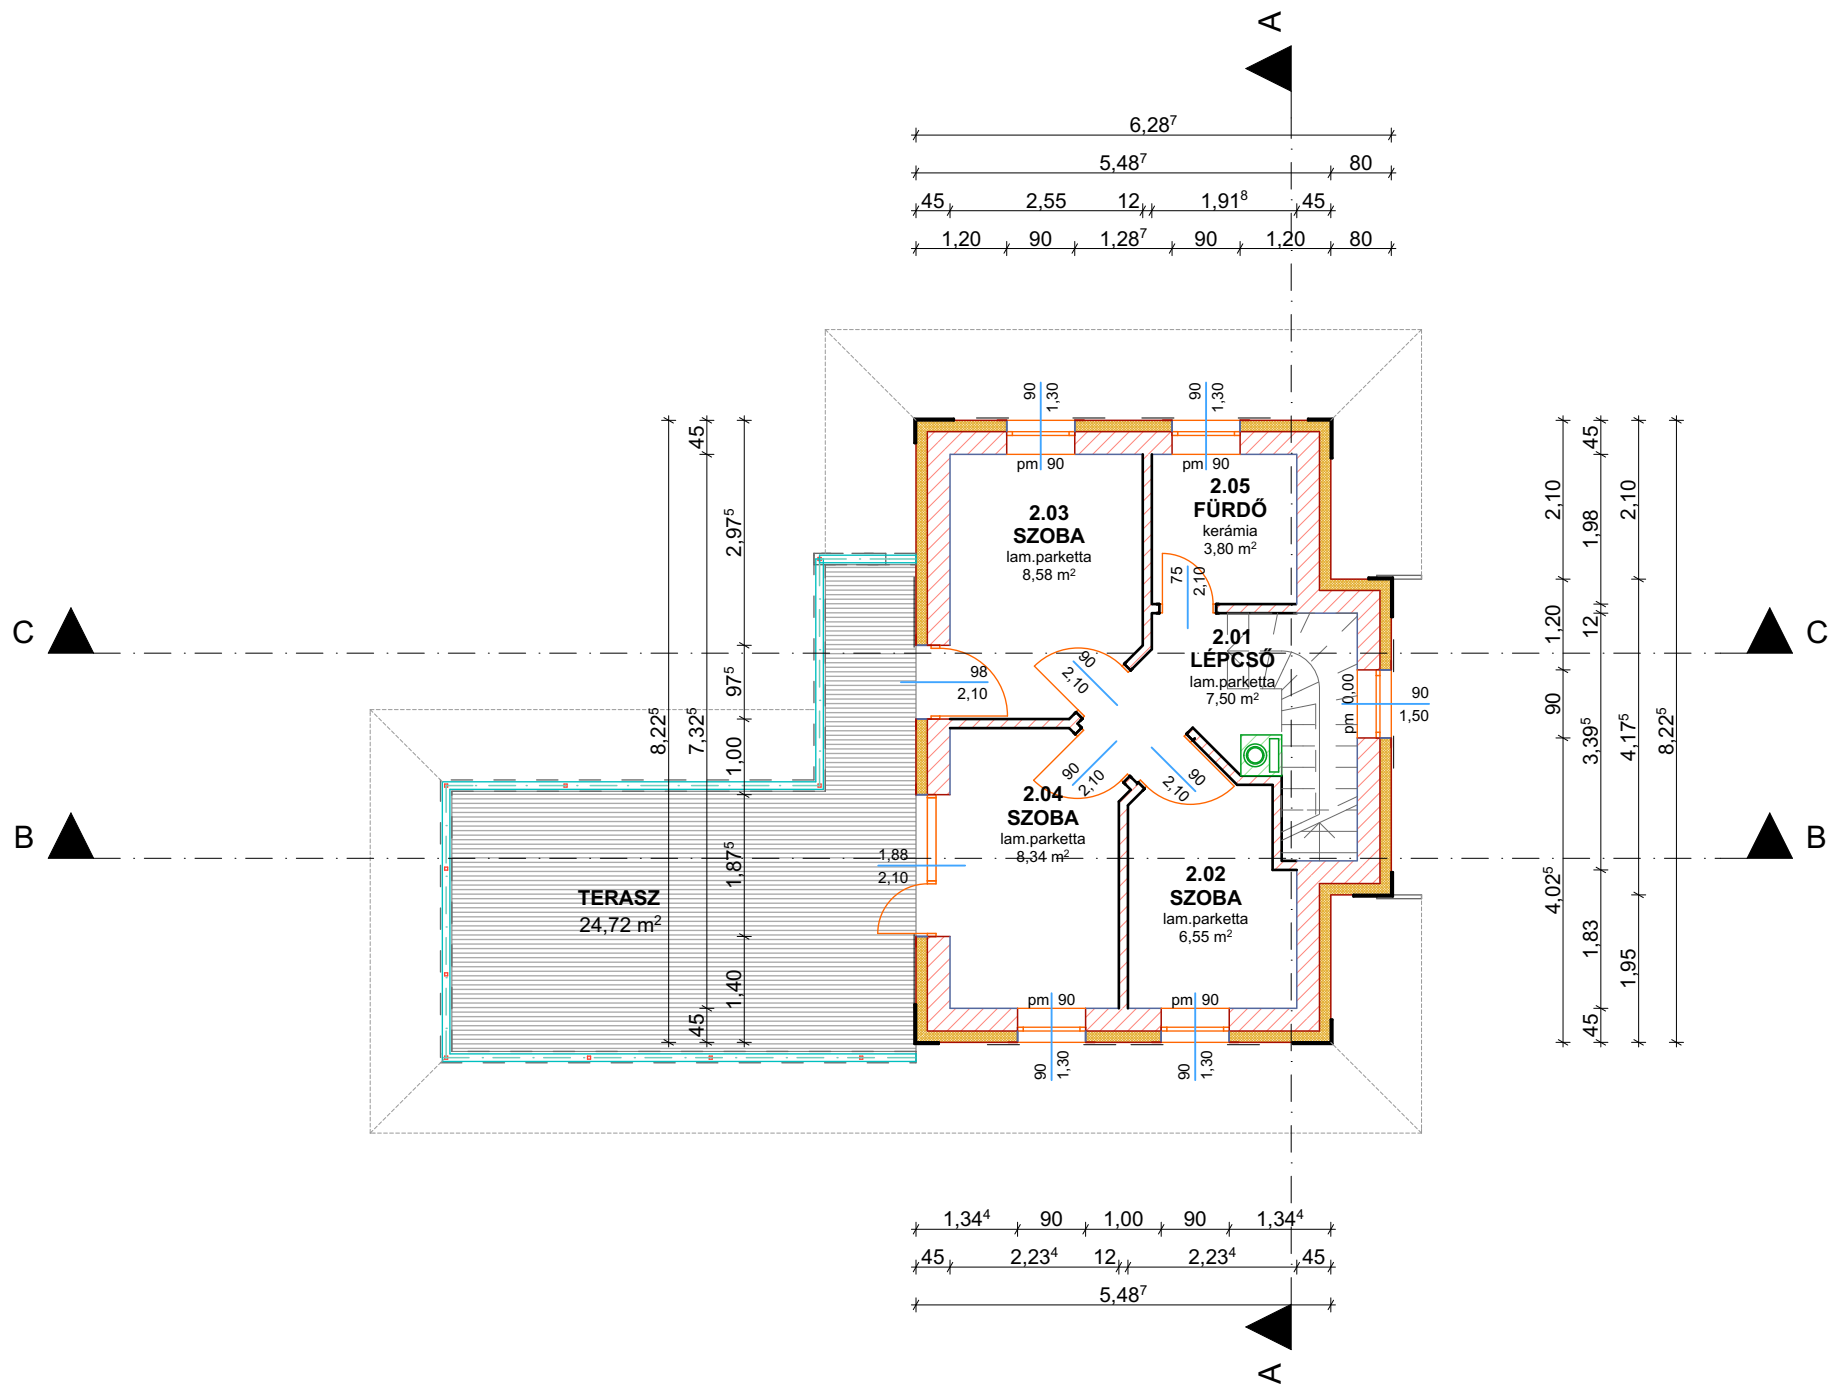 A
6,28⁷
5,48⁷ 80
45 2,55 12 1,91⁸ 45
1,20 90 1,28⁷ 90 1,20 80
90
1,30
90
1,30
pm 90
pm 90
2.03
SZOBA
lam.parketta
8,58 m²
2.05
FÜRDŐ
kerámia
3,80 m²
75
2,10
2.01
LÉPCSŐ
lam.parketta
7,50 m²
90
2,10
98
2,10
pm 0,00
90
1,50
90
2,10
90
2,10
2.04
SZOBA
lam.parketta
8,34 m²
1,88
2,10
2.02
SZOBA
lam.parketta
6,55 m²
TERASZ
24,72 m²
pm 90
pm 90
90
1,30
90
1,30
8,22⁵
45
7,32⁵
45
2,97⁵
97⁵
1,00
1,87⁵
1,40
2,10
1,20
90
4,02⁵
45
1,98
12
3,39⁵
1,83
45
2,10
4,17⁵
1,95
8,22⁵
C
C
B
B
1,34⁴ 90 1,00 90 1,34⁴
45 2,23⁴ 12 2,23⁴ 45
5,48⁷
A